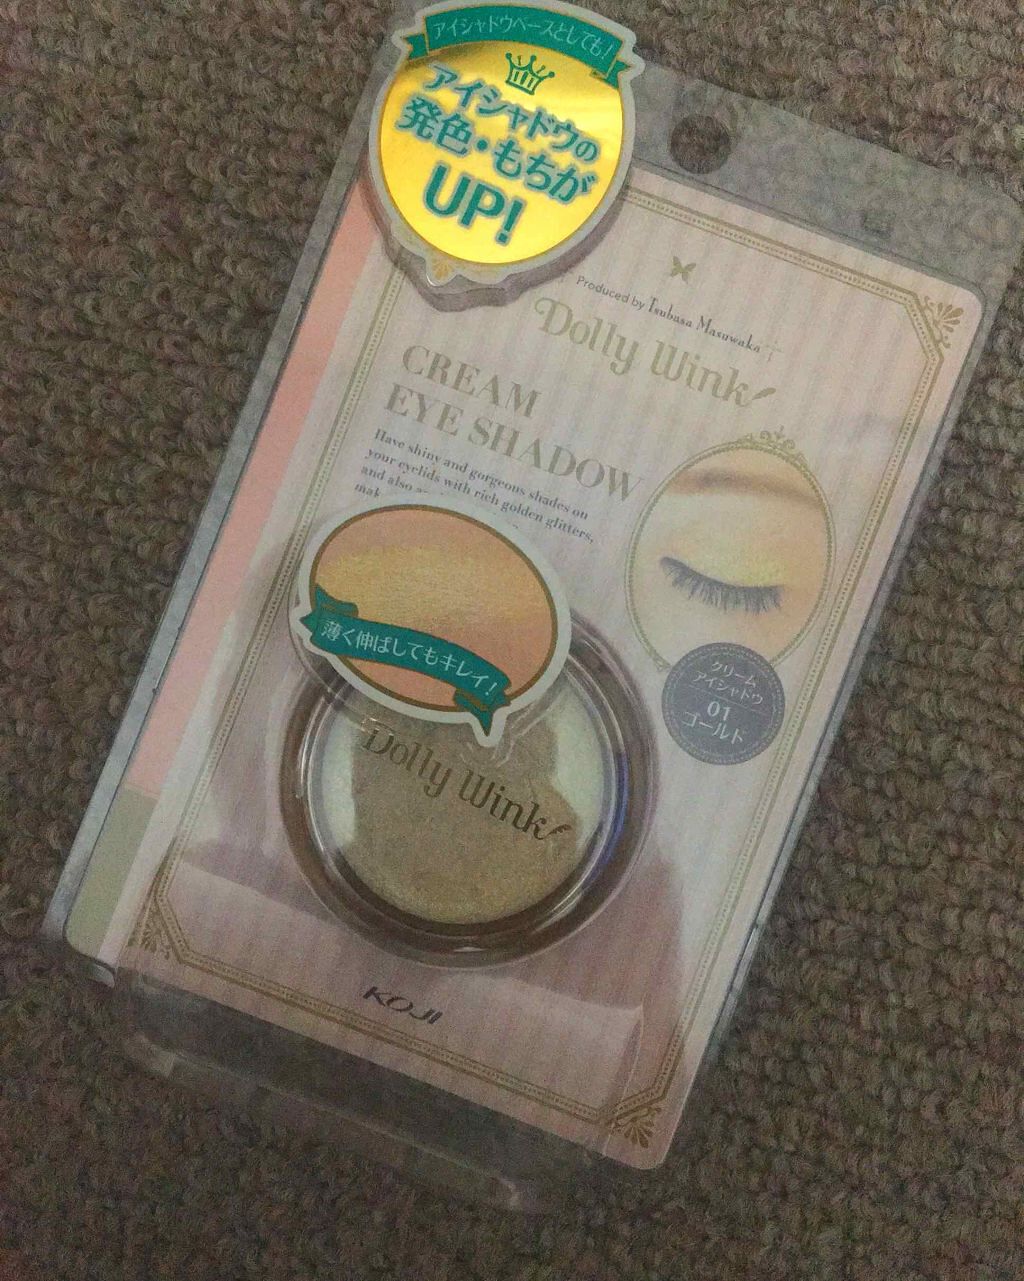 アイシャドウベースとしても!
アイシャドウの
発色・もちが
UP!
Produced by Tsubasa Masuwaka
Dolly Wink
CREAM
EYE SHADOW
Have shiny and gorgeous shades on
your eyelids with rich golden glitters,
and also
薄く伸ばしてもキレイ!
クリーム
アイシャドウ
01
ゴールド
Dolly Wink
KOJI